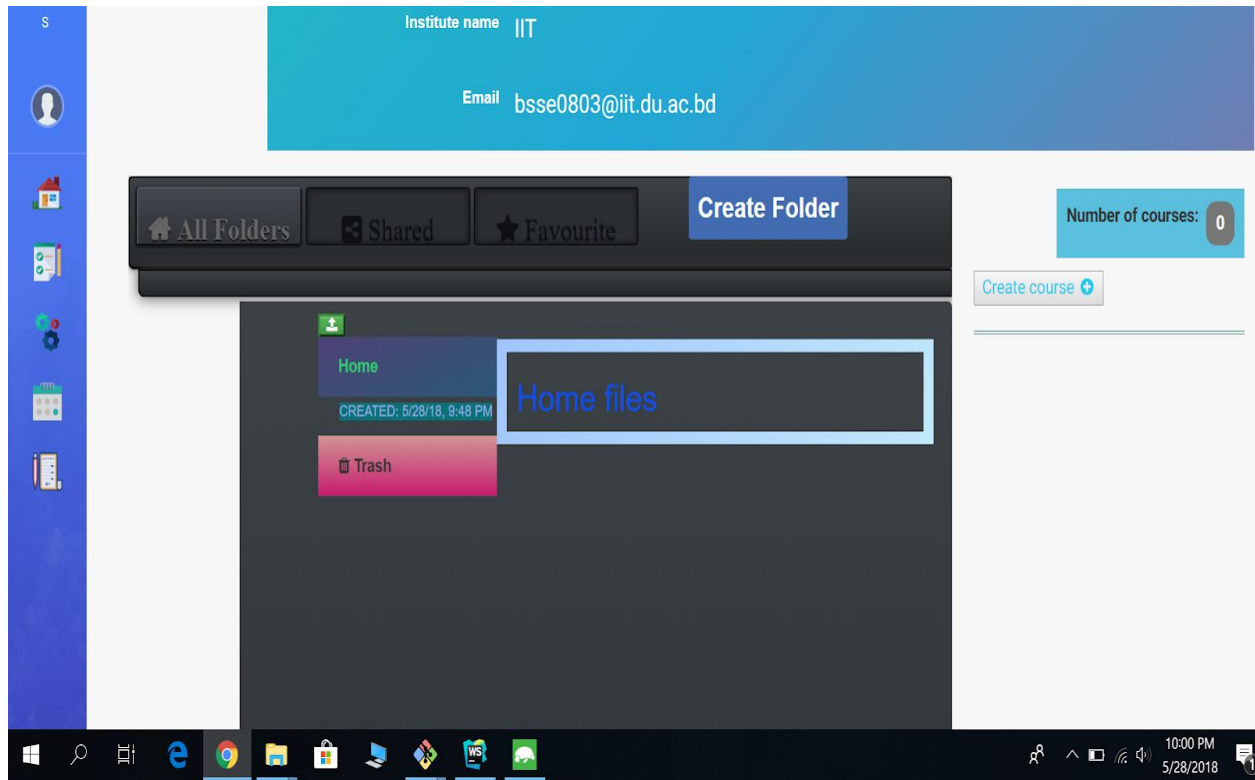 S
Institute name IIT
Email bsse0803@iit.du.ac.bd
All Folders Shared Favourite Create Folder
Number of courses: 0
Create course
Home
Home files
CREATED: 5/28/18, 9:48 PM
Trash
WS
10:00 PM
5/28/2018
1